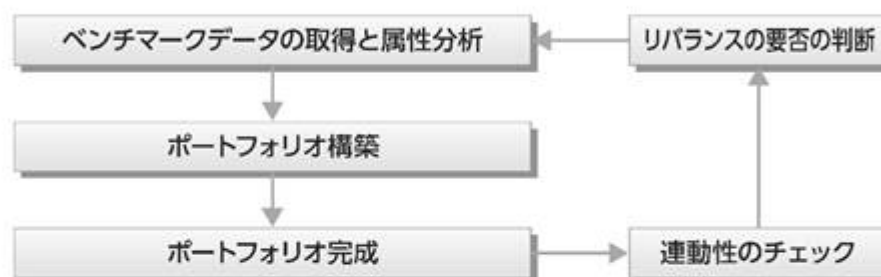 ベンチマークデータの取得と属性分析
リバランスの要否の判断
ポートフォリオ構築
ポートフォリオ完成
連動性のチェック